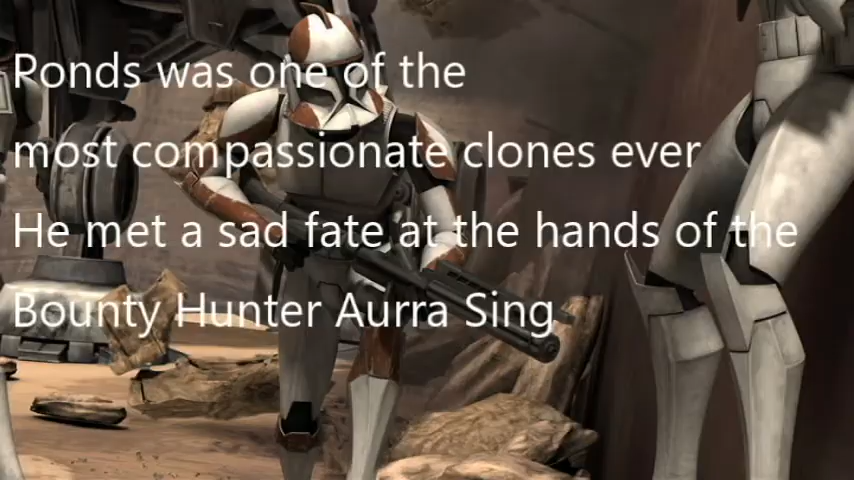 Ponds was one of the
most compassionate clones ever
He met a sad fate at the hands of the
Bounty Hunter Aurra Sing